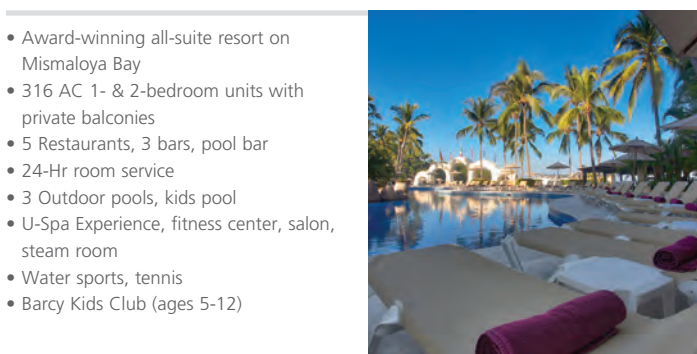 • Award-winning all-suite resort on
Mismaloya Bay
• 316 AC 1- & 2-bedroom units with
private balconies
• 5 Restaurants, 3 bars, pool bar
• 24-Hr room service
• 3 Outdoor pools, kids pool
• U-Spa Experience, fitness center, salon,
steam room
• Water sports, tennis
• Barcy Kids Club (ages 5-12)